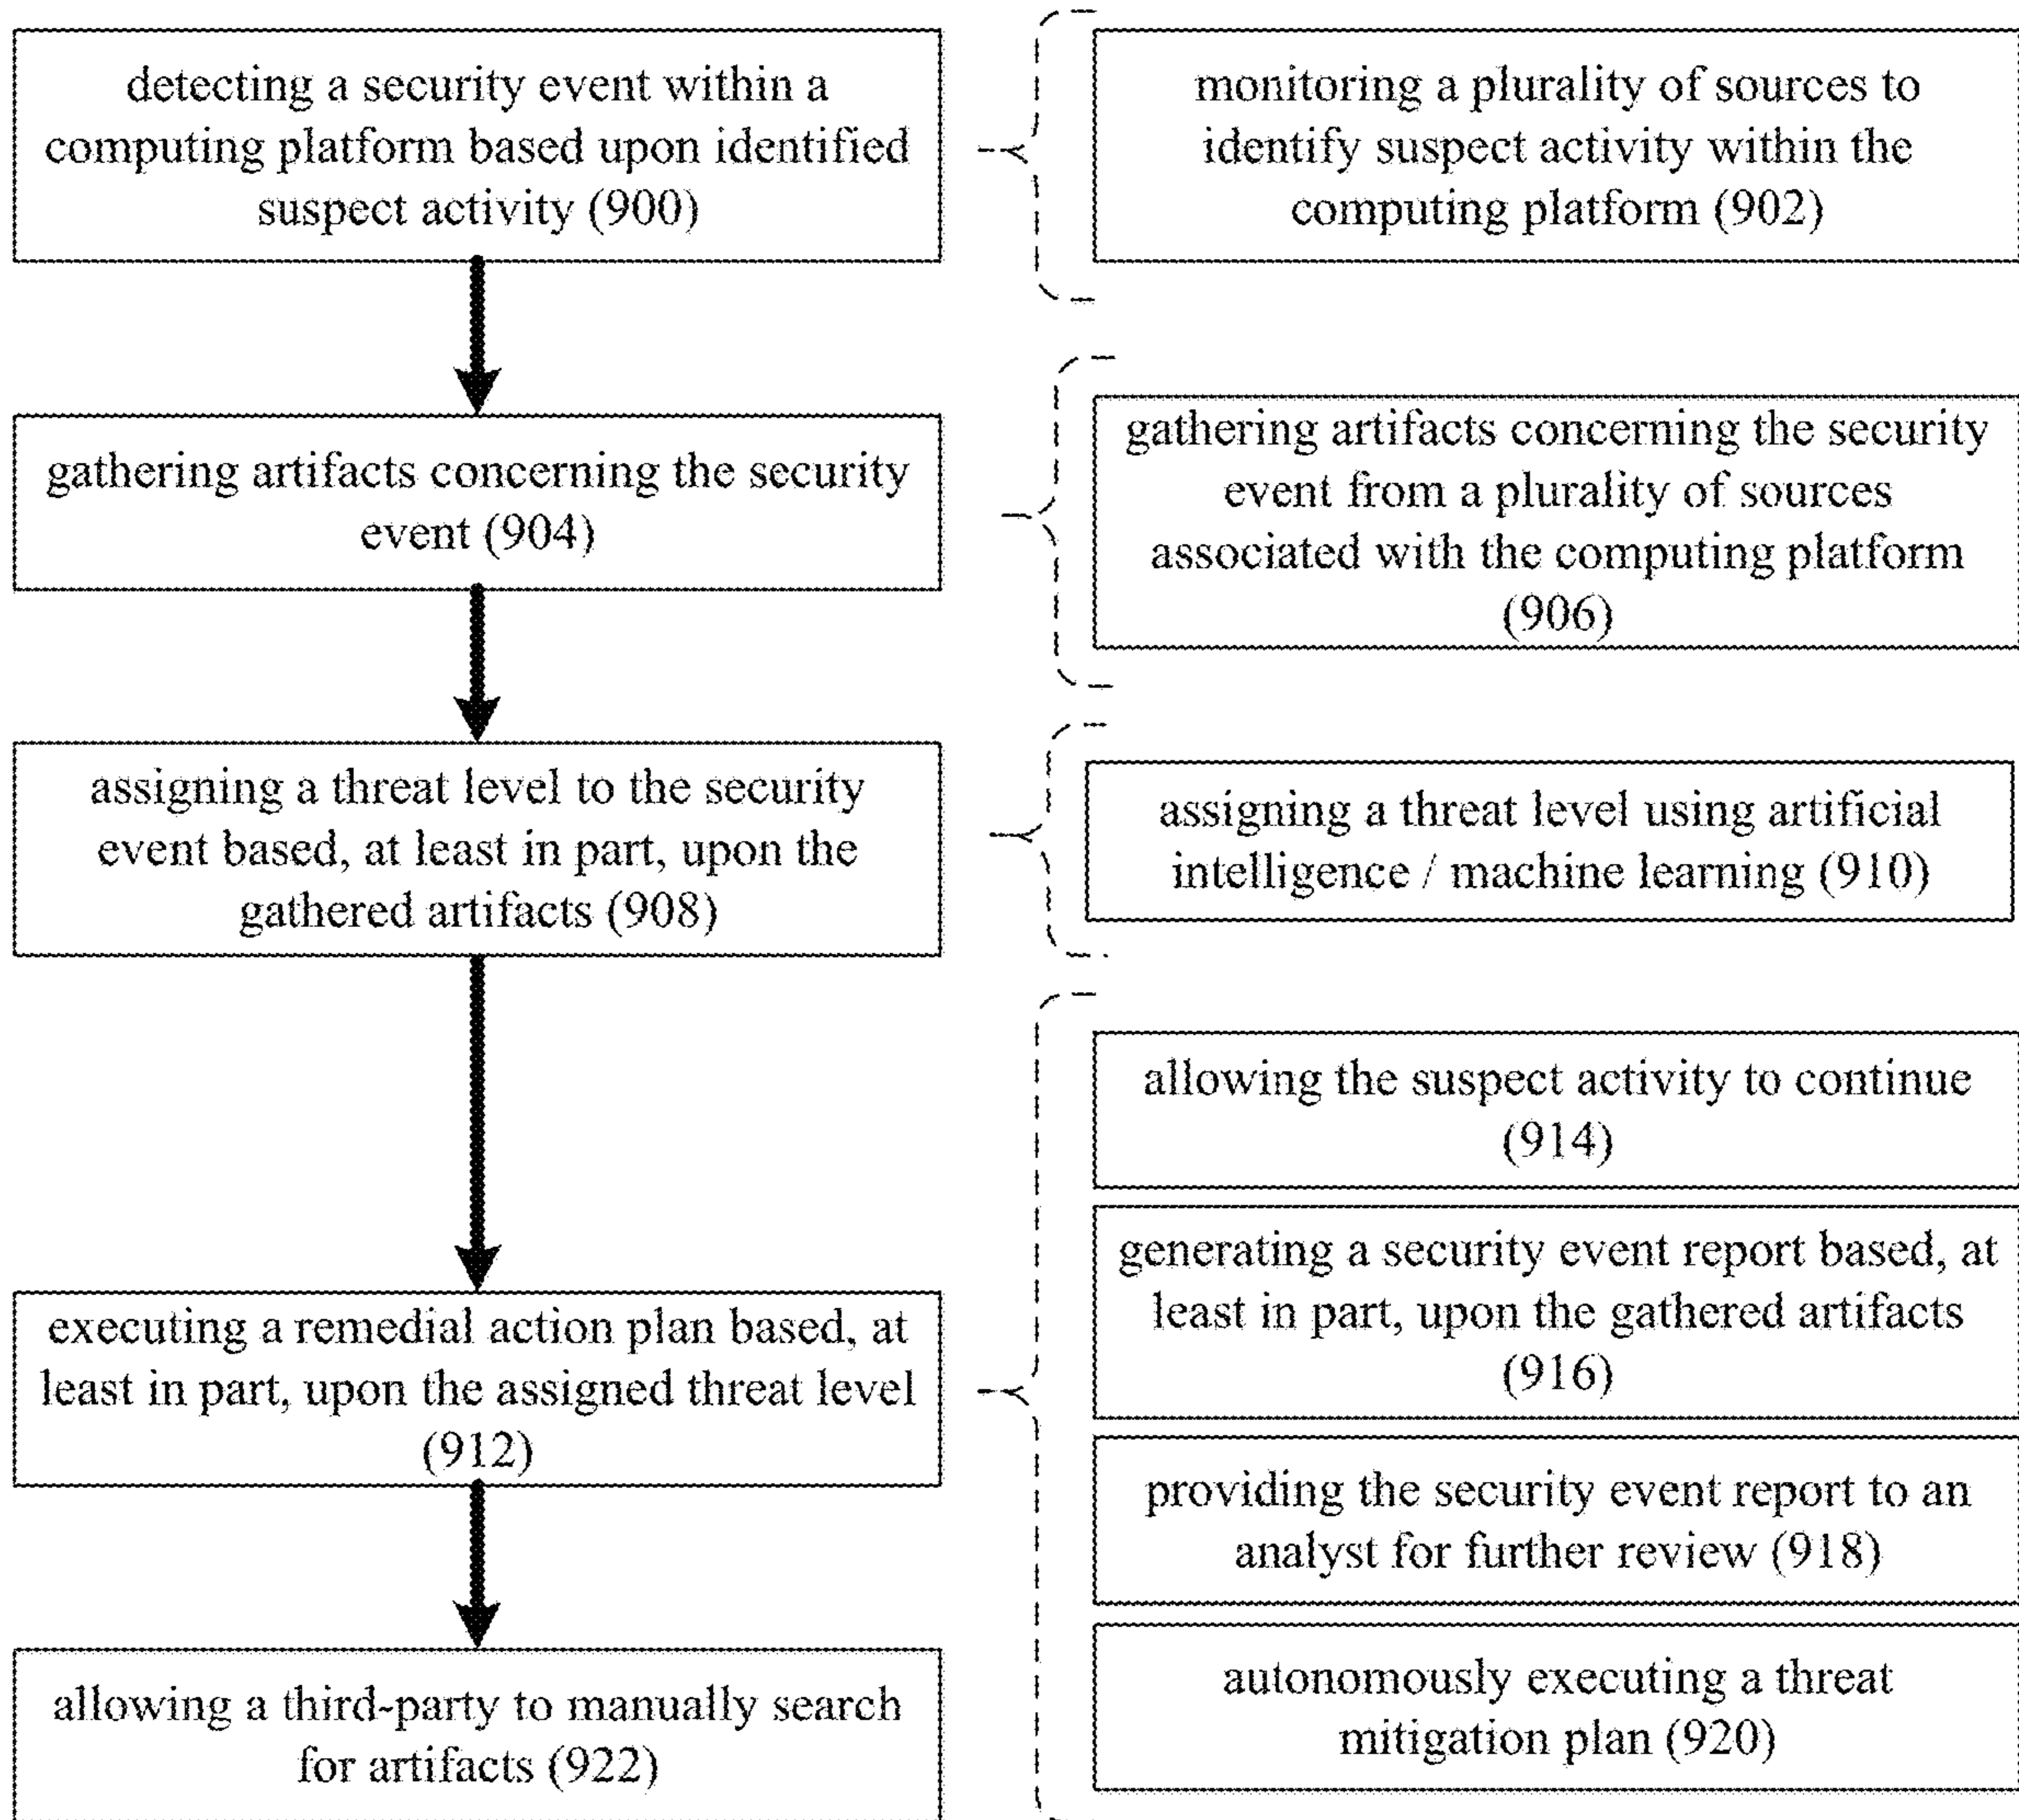 detecting a security event within a
computing platform based upon identified
suspect activity (900)
monitoring a plurality of sources to
identify suspect activity within the
computing platform (902)
gathering artifacts concerning the security
event (904)
gathering artifacts concerning the security
event from a plurality of sources
associated with the computing platform
(906)
assigning a threat level to the security
event based, at least in part, upon the
gathered artifacts (908)
assigning a threat level using artificial
intelligence / machine learning (910)
executing a remedial action plan based, at
least in part, upon the assigned threat level
(912)
allowing the suspect activity to continue
(914)
generating a security event report based, at
least in part, upon the gathered artifacts
(916)
providing the security event report to an
analyst for further review (918)
autonomously executing a threat
mitigation plan (920)
allowing a third-party to manually search
for artifacts (922)